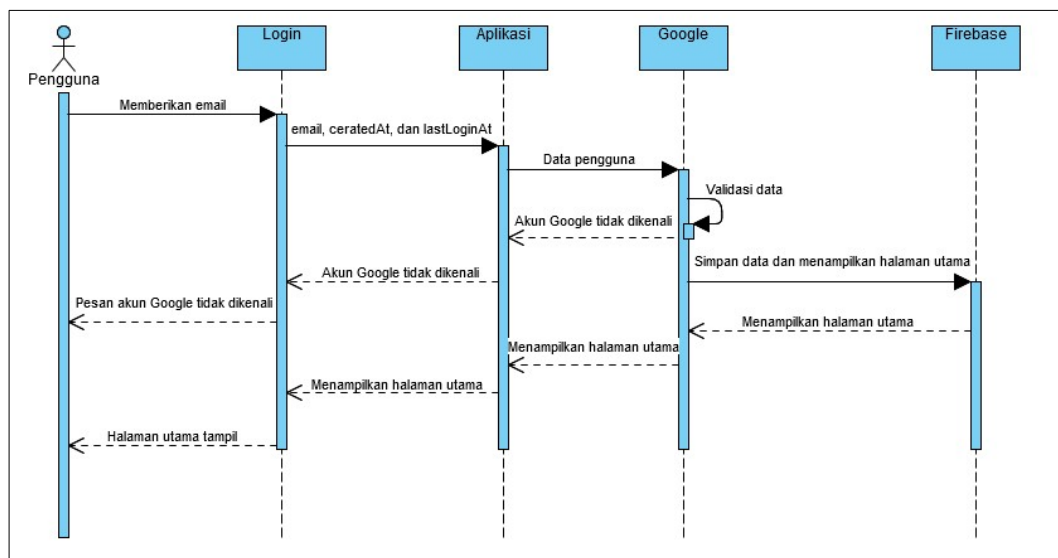 Login
Aplikasi
Google
Firebase
Pengguna
Memberikan email
email, ceratedAt, dan lastLoginAt
Data pengguna
Validasi data
Akun Google tidak dikenali
Simpan data dan menampilkan halaman utama
Akun Google tidak dikenali
Pesan akun Google tidak dikenali
Menampilkan halaman utama
Menampilkan halaman utama
Menampilkan halaman utama
Halaman utama tampil